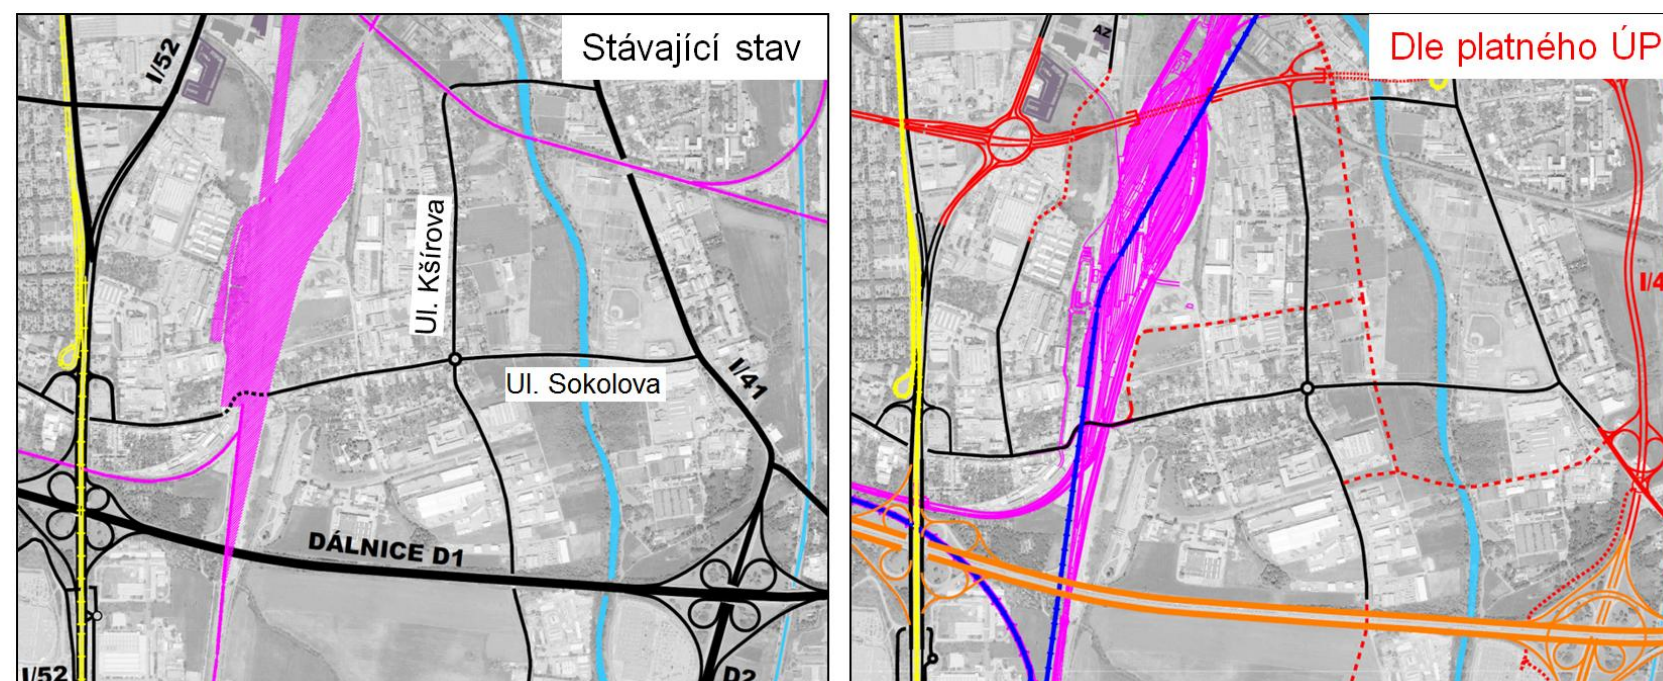 Stávající stav
I/52
Ul. Kšírova
Ul. Sokolova
I/41
DÁLNICE D1
I/52
D2
Dle platného ÚP
AZ
I/4